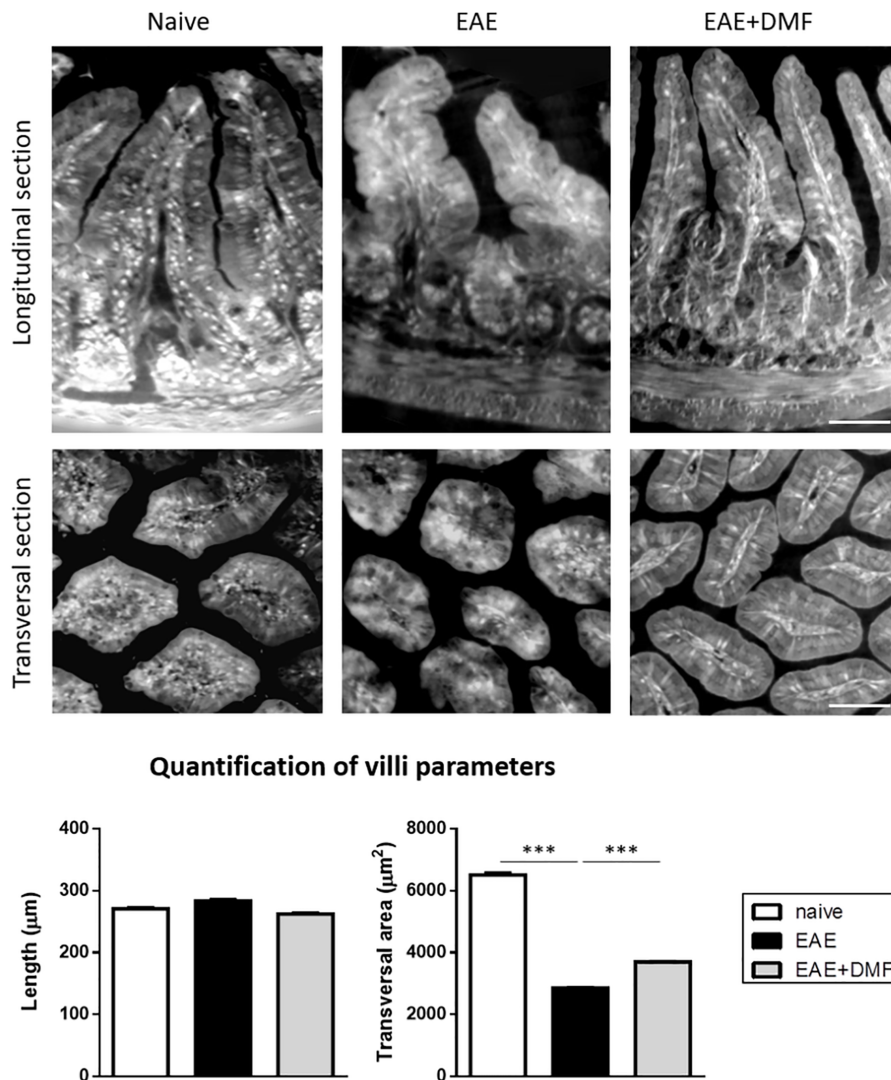 Naive EAE EAE+DMF
Longitudinal section
Transversal section
Quantification of villi parameters
Length (μm)
400
300
200
100
0
Transversal area (μm²)
8000
6000
4000
2000
0
*** ***
naive
EAE
EAE+DMF